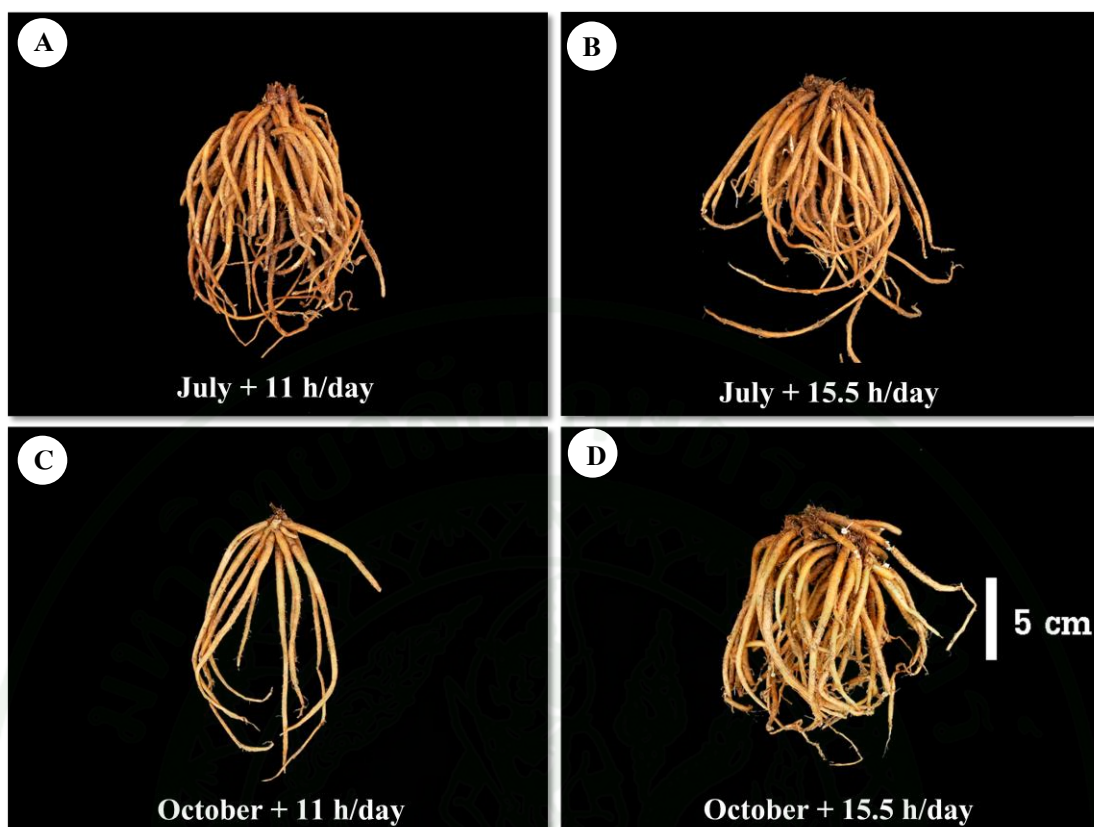 A
B
July + 11 h/day
July + 15.5 h/day
C
D
5 cm
October + 11 h/day
October + 15.5 h/day